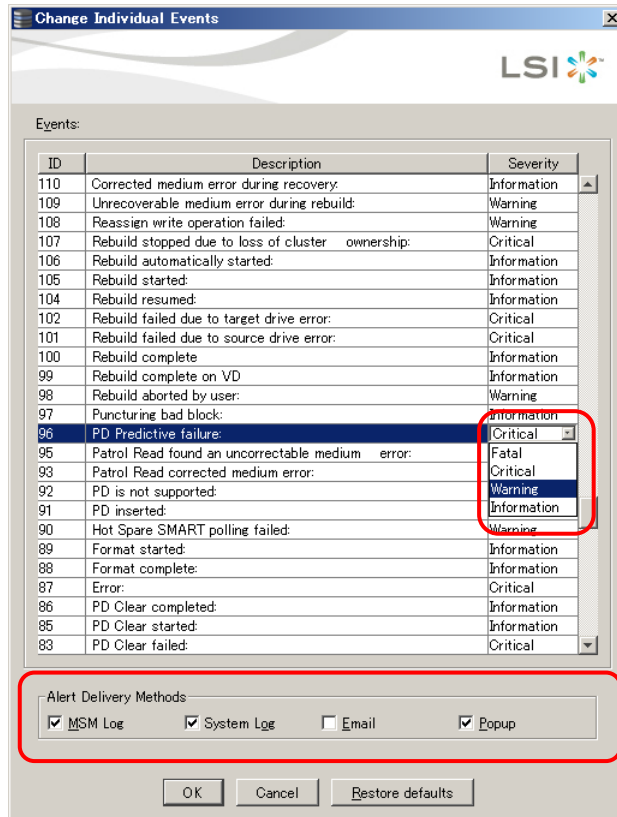 Change Individual Events
LSI
Events:
ID Description Severity
110 Corrected medium error during recovery: Information
109 Unrecoverable medium error during rebuild: Warning
108 Reassign write operation failed: Warning
107 Rebuild stopped due to loss of cluster ownership: Critical
106 Rebuild automatically started: Information
105 Rebuild started: Information
104 Rebuild resumed: Information
102 Rebuild failed due to target drive error: Critical
101 Rebuild failed due to source drive error: Critical
100 Rebuild complete Information
99 Rebuild complete on VD Information
98 Rebuild aborted by user: Warning
97 Puncturing bad block: Information
96 PD Predictive failure: Critical
95 Patrol Read found an uncorrectable medium error: Fatal
93 Patrol Read corrected medium error: Critical
92 PD is not supported: Warning
91 PD inserted: Information
90 Hot Spare SMART polling failed: Warning
89 Format started: Information
88 Format complete: Information
87 Error: Critical
86 PD Clear completed: Information
85 PD Clear started: Information
83 PD Clear failed: Critical
Alert Delivery Methods
MSM Log System Log Email Popup
OK Cancel Restore defaults